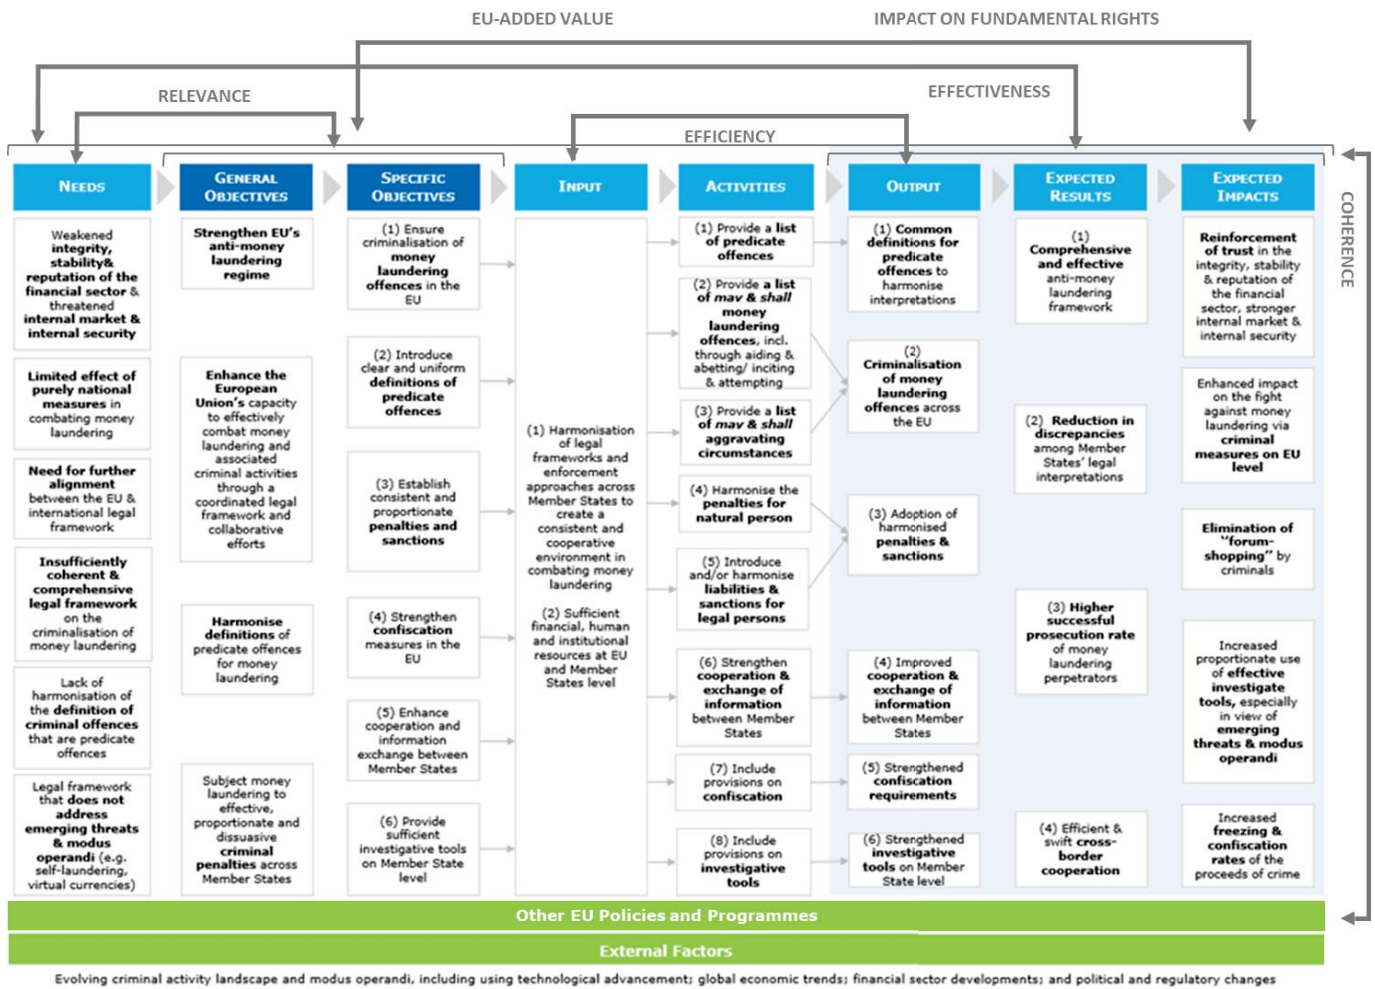 EU-ADDED VALUE
IMPACT ON FUNDAMENTAL RIGHTS
RELEVANCE
EFFECTIVENESS
EFFICIENCY
COHERENCE
NEEDS
Weakened
integrity,
stability&
reputation of the
financial sector &
threatened
internal market &
internal security
Limited effect of
purely national
measures in
combating money
laundering
Need for further
alignment
between the EU &
international legal
framework
Insufficiently
coherent &
comprehensive
legal framework
on the
criminalisation of
money laundering
Lack of
harmonisation of
the definition of
criminal offences
that are predicate
offences
Legal framework
that does not
address
emerging threats
& modus
operandi (e.g.
self-laundering,
virtual currencies)
GENERAL
OBJECTIVES
Strengthen EU's
anti-money
laundering
regime
Enhance the
European
Union's capacity
to effectively
combat money
laundering and
associated
criminal activities
through a
coordinated legal
framework and
collaborative
efforts
Harmonise
definitions of
predicate offences
for money
laundering
Subject money
laundering to
effective,
proportionate and
dissuasive
criminal
penalties across
Member States
SPECIFIC
OBJECTIVES
(1) Ensure
criminalisation of
money
laundering
offences in the
EU
(2) Introduce
clear and uniform
definitions of
predicate
offences
(3) Establish
consistent and
proportionate
penalties and
sanctions
(4) Strengthen
confiscation
measures in the
EU
(5) Enhance
cooperation and
information
exchange between
Member States
(6) Provide
sufficient
investigative tools
on Member State
level
INPUT
(1) Harmonisation
of legal
frameworks and
enforcement
approaches across
Member States to
create a
consistent and
cooperative
environment in
combating money
laundering
(2) Sufficient
financial, human
and institutional
resources at EU
and Member
States level
ACTIVITIES
(1) Provide a list
of predicate
offences
(2) Provide a list
of mav & shall
money
laundering
offences, incl.
through aiding &
abetting/ inciting
& attempting
(3) Provide a list
of mav & shall
aggravating
circumstances
(4) Harmonise the
penalties for
natural person
(5) Introduce
and/or harmonise
liabilities &
sanctions for
legal persons
(6) Strengthen
cooperation &
exchange of
information
between Member
States
(7) Include
provisions on
confiscation
(8) Include
provisions on
investigative
tools
OUTPUT
(1) Common
definitions for
predicate
offences to
harmonise
interpretations
(2)
Criminalisation
of money
laundering
offences across
the EU
(3) Adoption of
harmonised
penalties &
sanctions
(4) Improved
cooperation &
exchange of
information
between Member
States
(5) Strengthened
confiscation
requirements
(6) Strengthened
investigative
tools on Member
State level
EXPECTED
RESULTS
(1)
Comprehensive
and effective
anti-money
laundering
framework
(2) Reduction in
discrepancies
among Member
States' legal
interpretations
(3) Higher
successful
prosecution rate
of money
laundering
perpetrators
(4) Efficient &
swift cross-
border
cooperation
EXPECTED
IMPACTS
Reinforcement
of trust in the
integrity, stability
& reputation of
the financial
sector, stronger
internal market &
internal security
Enhanced impact
on the fight
against money
laundering via
criminal
measures on EU
level
Elimination of
"forum-
shopping" by
criminals
Increased
proportionate use
of effective
investigate
tools, especially
in view of
emerging
threats & modus
operandi
Increased
freezing &
confiscation
rates of the
proceeds of crime
Other EU Policies and Programmes
External Factors
Evolving criminal activity landscape and modus operandi, including using technological advancement; global economic trends; financial sector developments; and political and regulatory changes